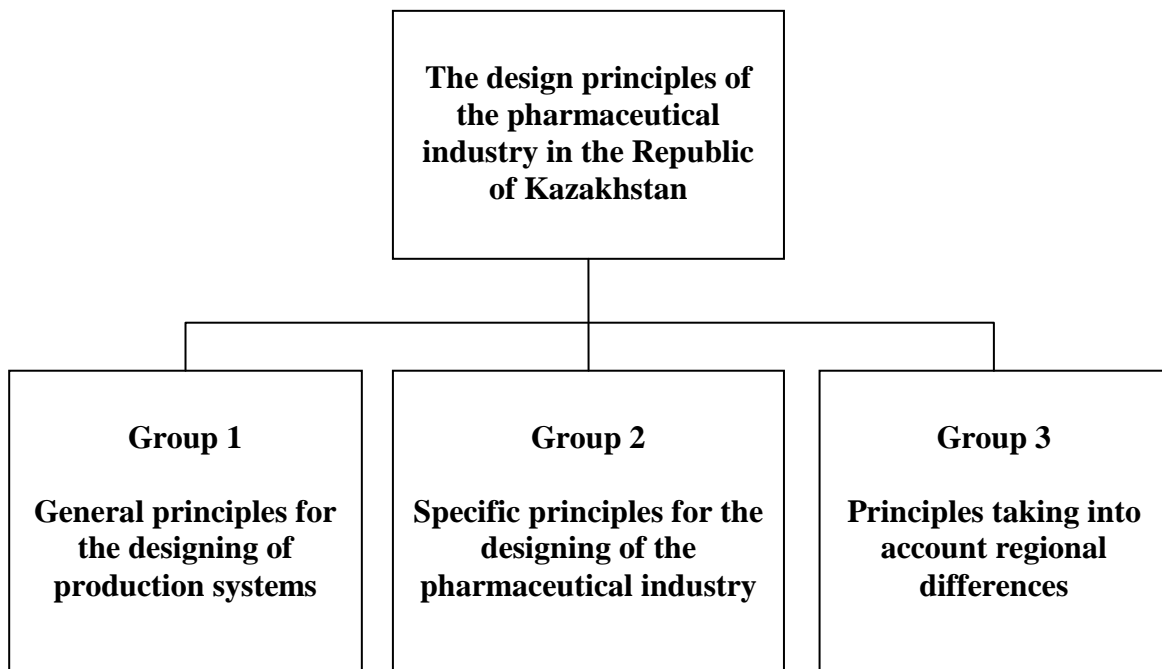 The design principles of
the pharmaceutical
industry in the Republic
of Kazakhstan
Group 1
General principles for
the designing of
production systems
Group 2
Specific principles for the
designing of the
pharmaceutical industry
Group 3
Principles taking into
account regional
differences